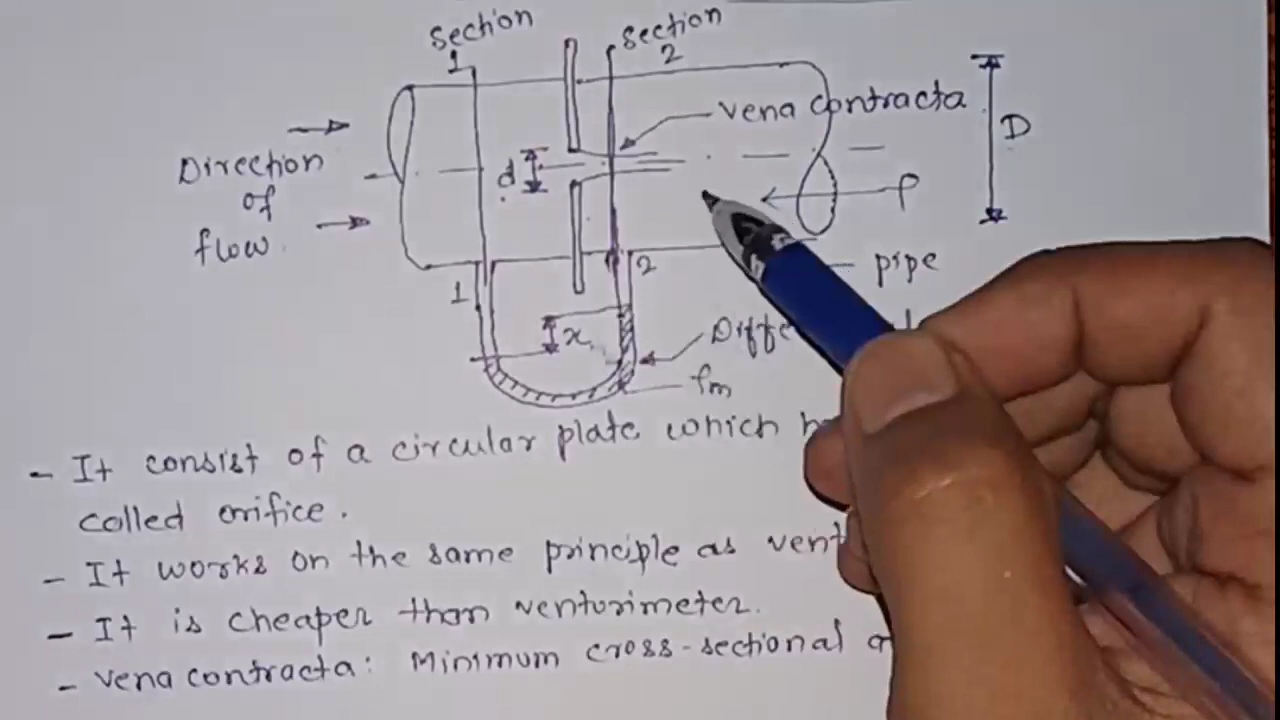 section
1
section
2
vena contracta
D
Direction
of
flow
d
ρ
pipe
1
2
x
ρm
- It consist of a circular plate which
called orifice.
- It works on the same principle as
- It is cheaper than venturimeter.
- vena contracta: Minimum cross-sectional